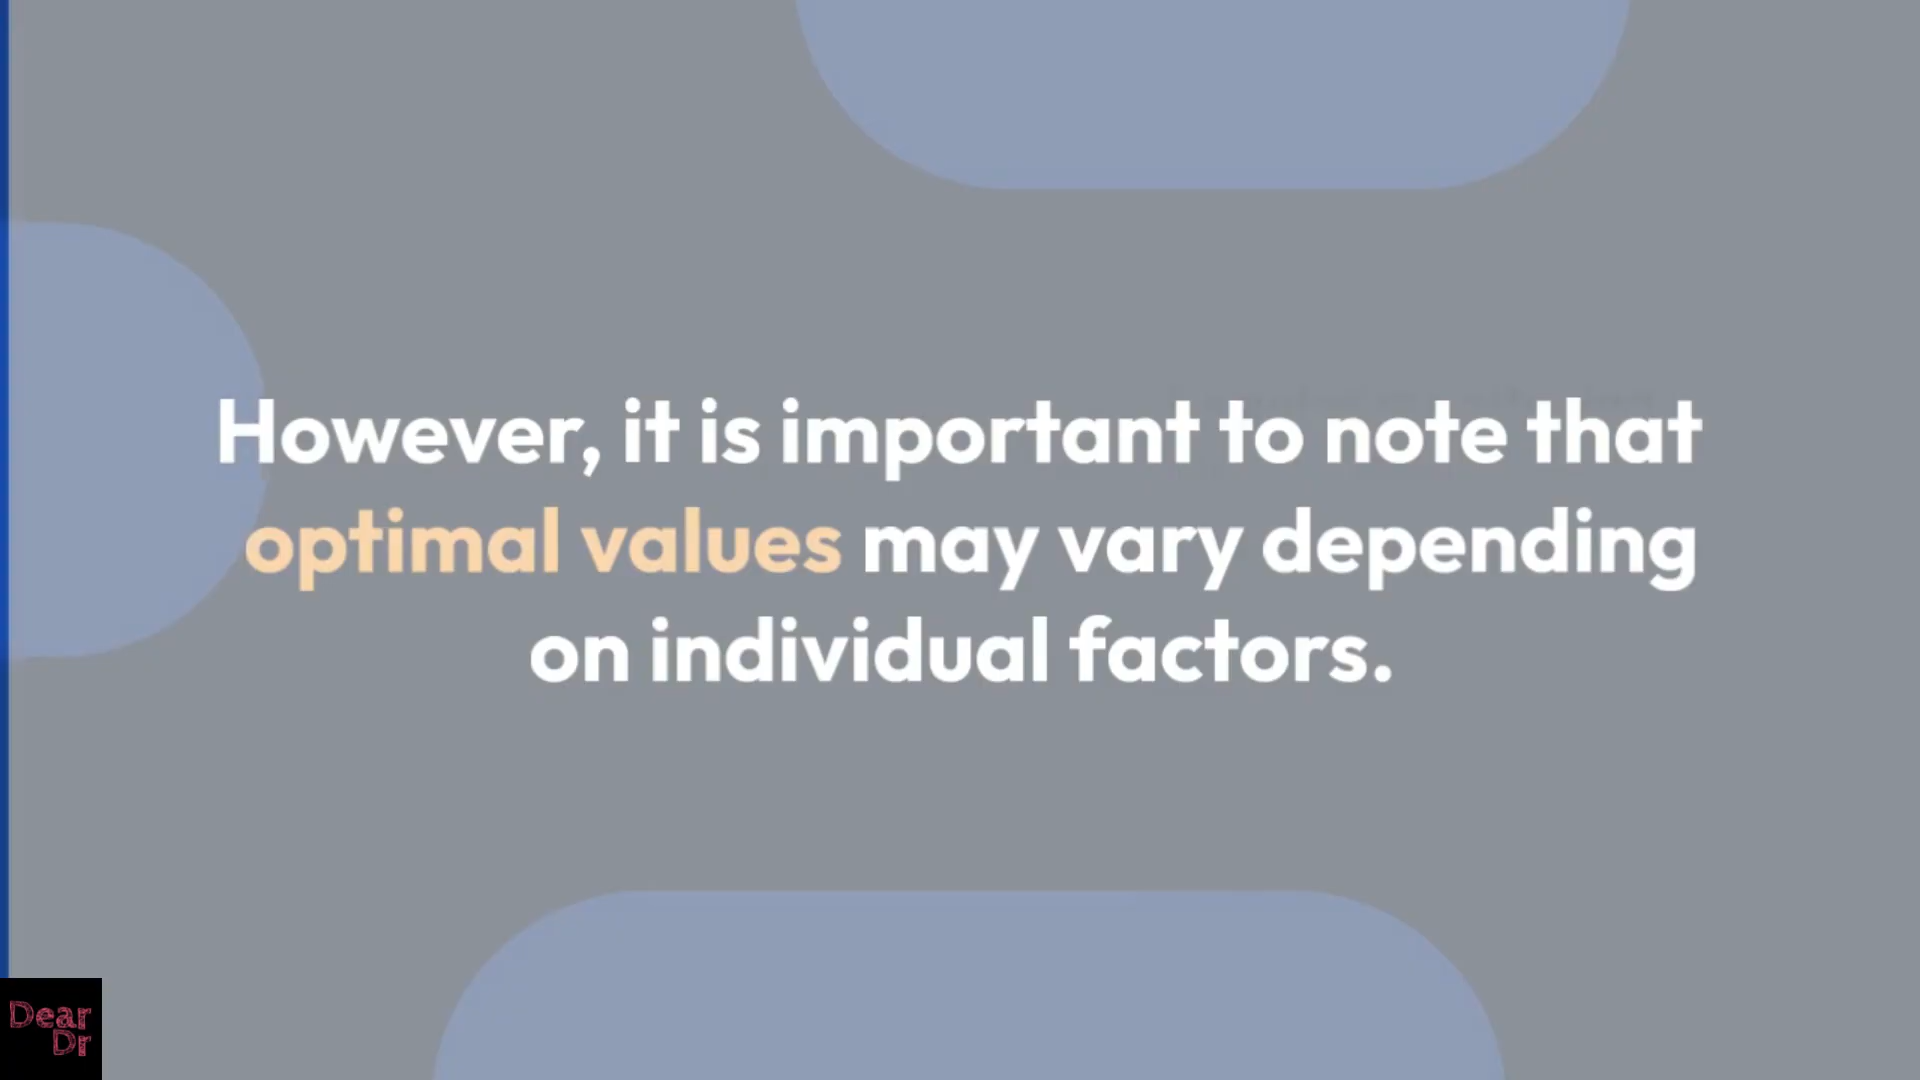 However, it is important to note that
optimal values may vary depending
on individual factors.
Dear
Dr